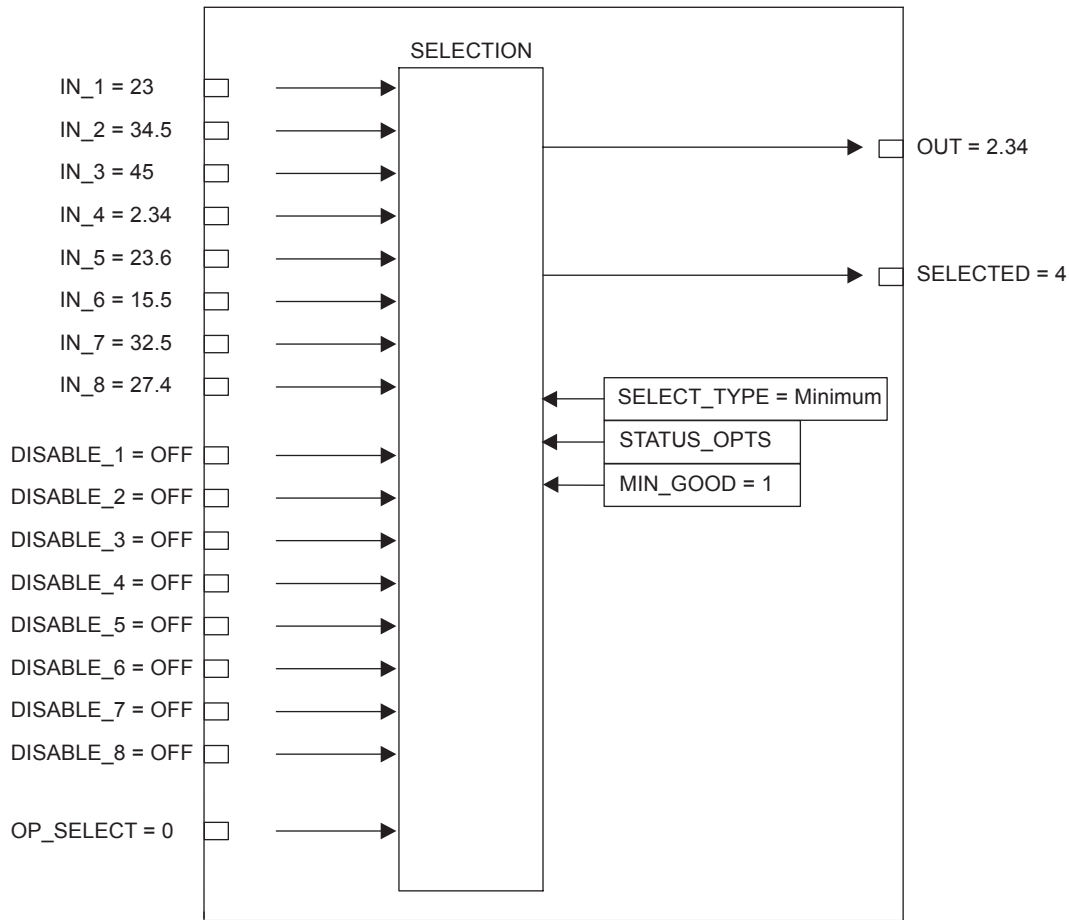 SELECTION
IN_1 = 23
IN_2 = 34.5
IN_3 = 45
IN_4 = 2.34
IN_5 = 23.6
IN_6 = 15.5
IN_7 = 32.5
IN_8 = 27.4
DISABLE_1 = OFF
DISABLE_2 = OFF
DISABLE_3 = OFF
DISABLE_4 = OFF
DISABLE_5 = OFF
DISABLE_6 = OFF
DISABLE_7 = OFF
DISABLE_8 = OFF
OP_SELECT = 0
OUT = 2.34
SELECTED = 4
SELECT_TYPE = Minimum
STATUS_OPTS
MIN_GOOD = 1